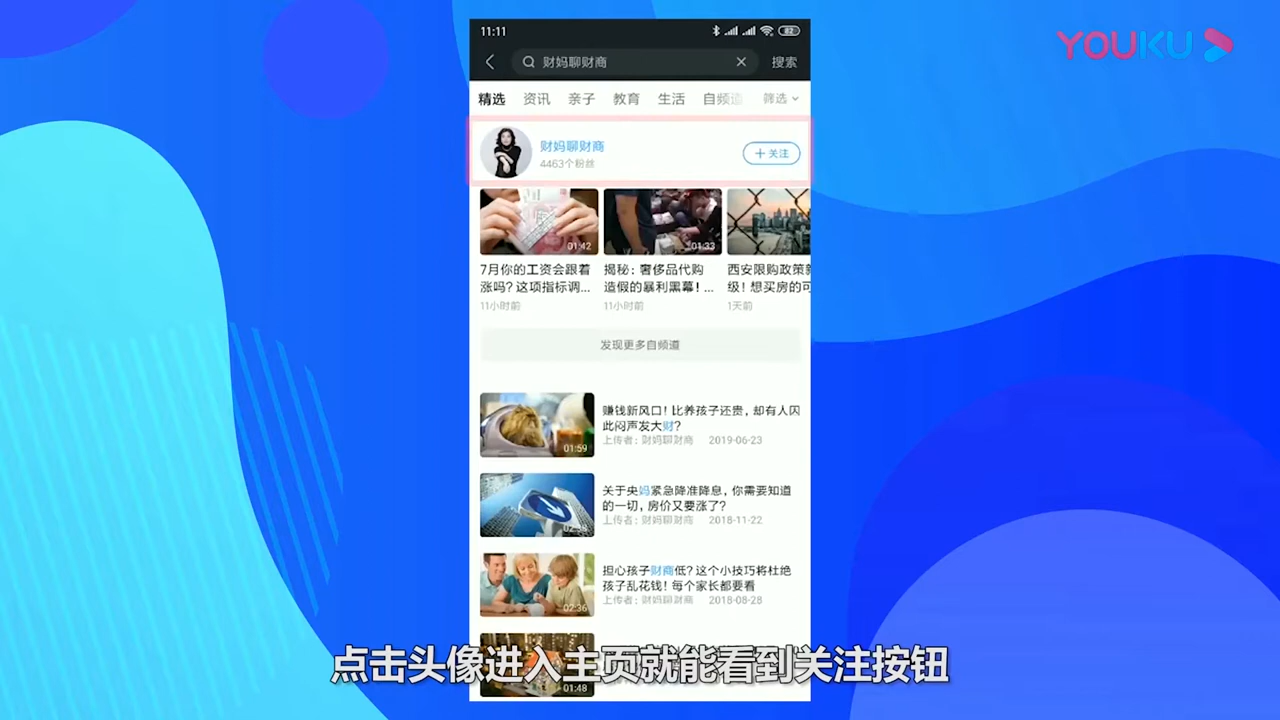 YOUKU
11:11
82
财妈聊财商
搜索
精选 资讯 亲子 教育 生活 自频道 筛选
财妈聊财商
4463个粉丝
+ 关注
01:42
01:33
7月你的工资会跟着
涨吗？这项指标调...
11小时前
揭秘：奢侈品代购
造假的暴利黑幕！...
11小时前
西安限购政策
级！想买房的可
1天前
发现更多自频道
01:59
赚钱新风口！比养孩子还贵，却有人因
此闷声发大财？
上传者：财妈聊财商 2019-06-23
关于央妈紧急降准降息，你需要知道
的一切，房价又要涨了？
上传者：财妈聊财商 2018-11-22
02:36
担心孩子财商低？这个小技巧将杜绝
孩子乱花钱！每个家长都要看
上传者：财妈聊财商 2018-08-28
01:48
点击头像进入主页就能看到关注按钮